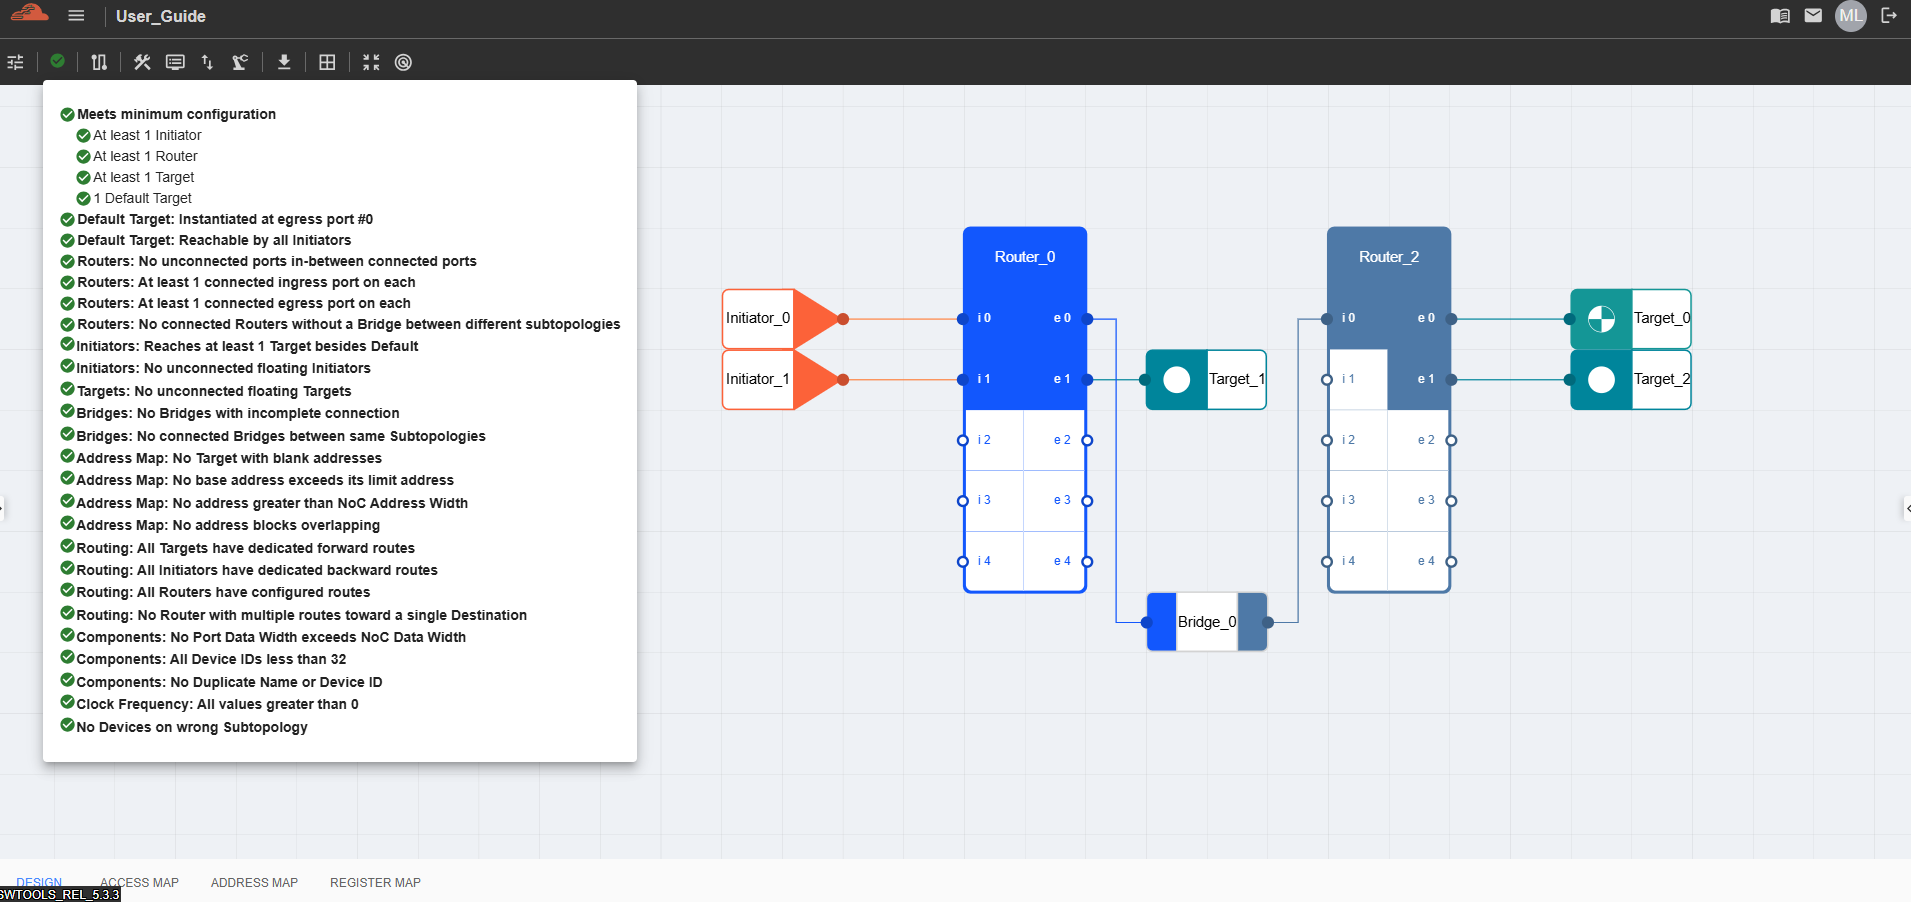 User_Guide
ML
Meets minimum configuration
At least 1 Initiator
At least 1 Router
At least 1 Target
1 Default Target
Default Target: Instantiated at egress port #0
Default Target: Reachable by all Initiators
Routers: No unconnected ports in-between connected ports
Routers: At least 1 connected ingress port on each
Routers: At least 1 connected egress port on each
Routers: No connected Routers without a Bridge between different subtopologies
Initiators: Reaches at least 1 Target besides Default
Initiators: No unconnected floating Initiators
Targets: No unconnected floating Targets
Bridges: No Bridges with incomplete connection
Bridges: No connected Bridges between same Subtopologies
Address Map: No Target with blank addresses
Address Map: No base address exceeds its limit address
Address Map: No address greater than NoC Address Width
Address Map: No address blocks overlapping
Routing: All Targets have dedicated forward routes
Routing: All Initiators have dedicated backward routes
Routing: All Routers have configured routes
Routing: No Router with multiple routes toward a single Destination
Components: No Port Data Width exceeds NoC Data Width
Components: All Device IDs less than 32
Components: No Duplicate Name or Device ID
Clock Frequency: All values greater than 0
No Devices on wrong Subtopology
Initiator_0
Initiator_1
Router_0
i 0 e 0
i 1 e 1
i 2 e 2
i 3 e 3
i 4 e 4
Target_1
Bridge_0
Router_2
i 0 e 0
i 1 e 1
i 2 e 2
i 3 e 3
i 4 e 4
Target_0
Target_2
DESIGN ACCESS MAP ADDRESS MAP REGISTER MAP
SWTOOLS_REL_5.3.3